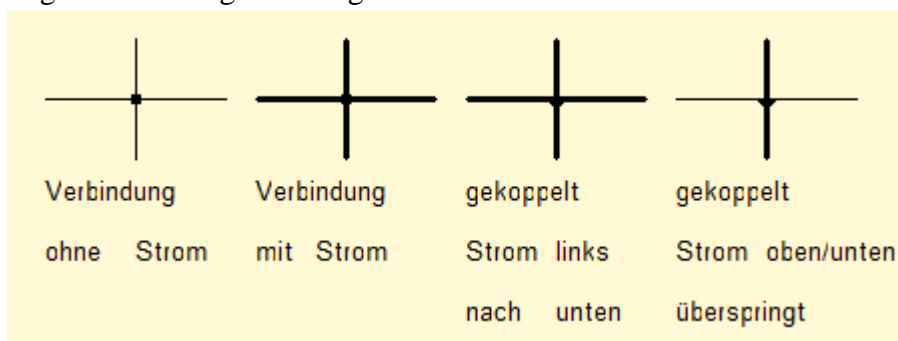 Verbindung Verbindung gekoppelt gekoppelt
ohne Strom mit Strom Strom links Strom oben/unten
nach unten überspringt